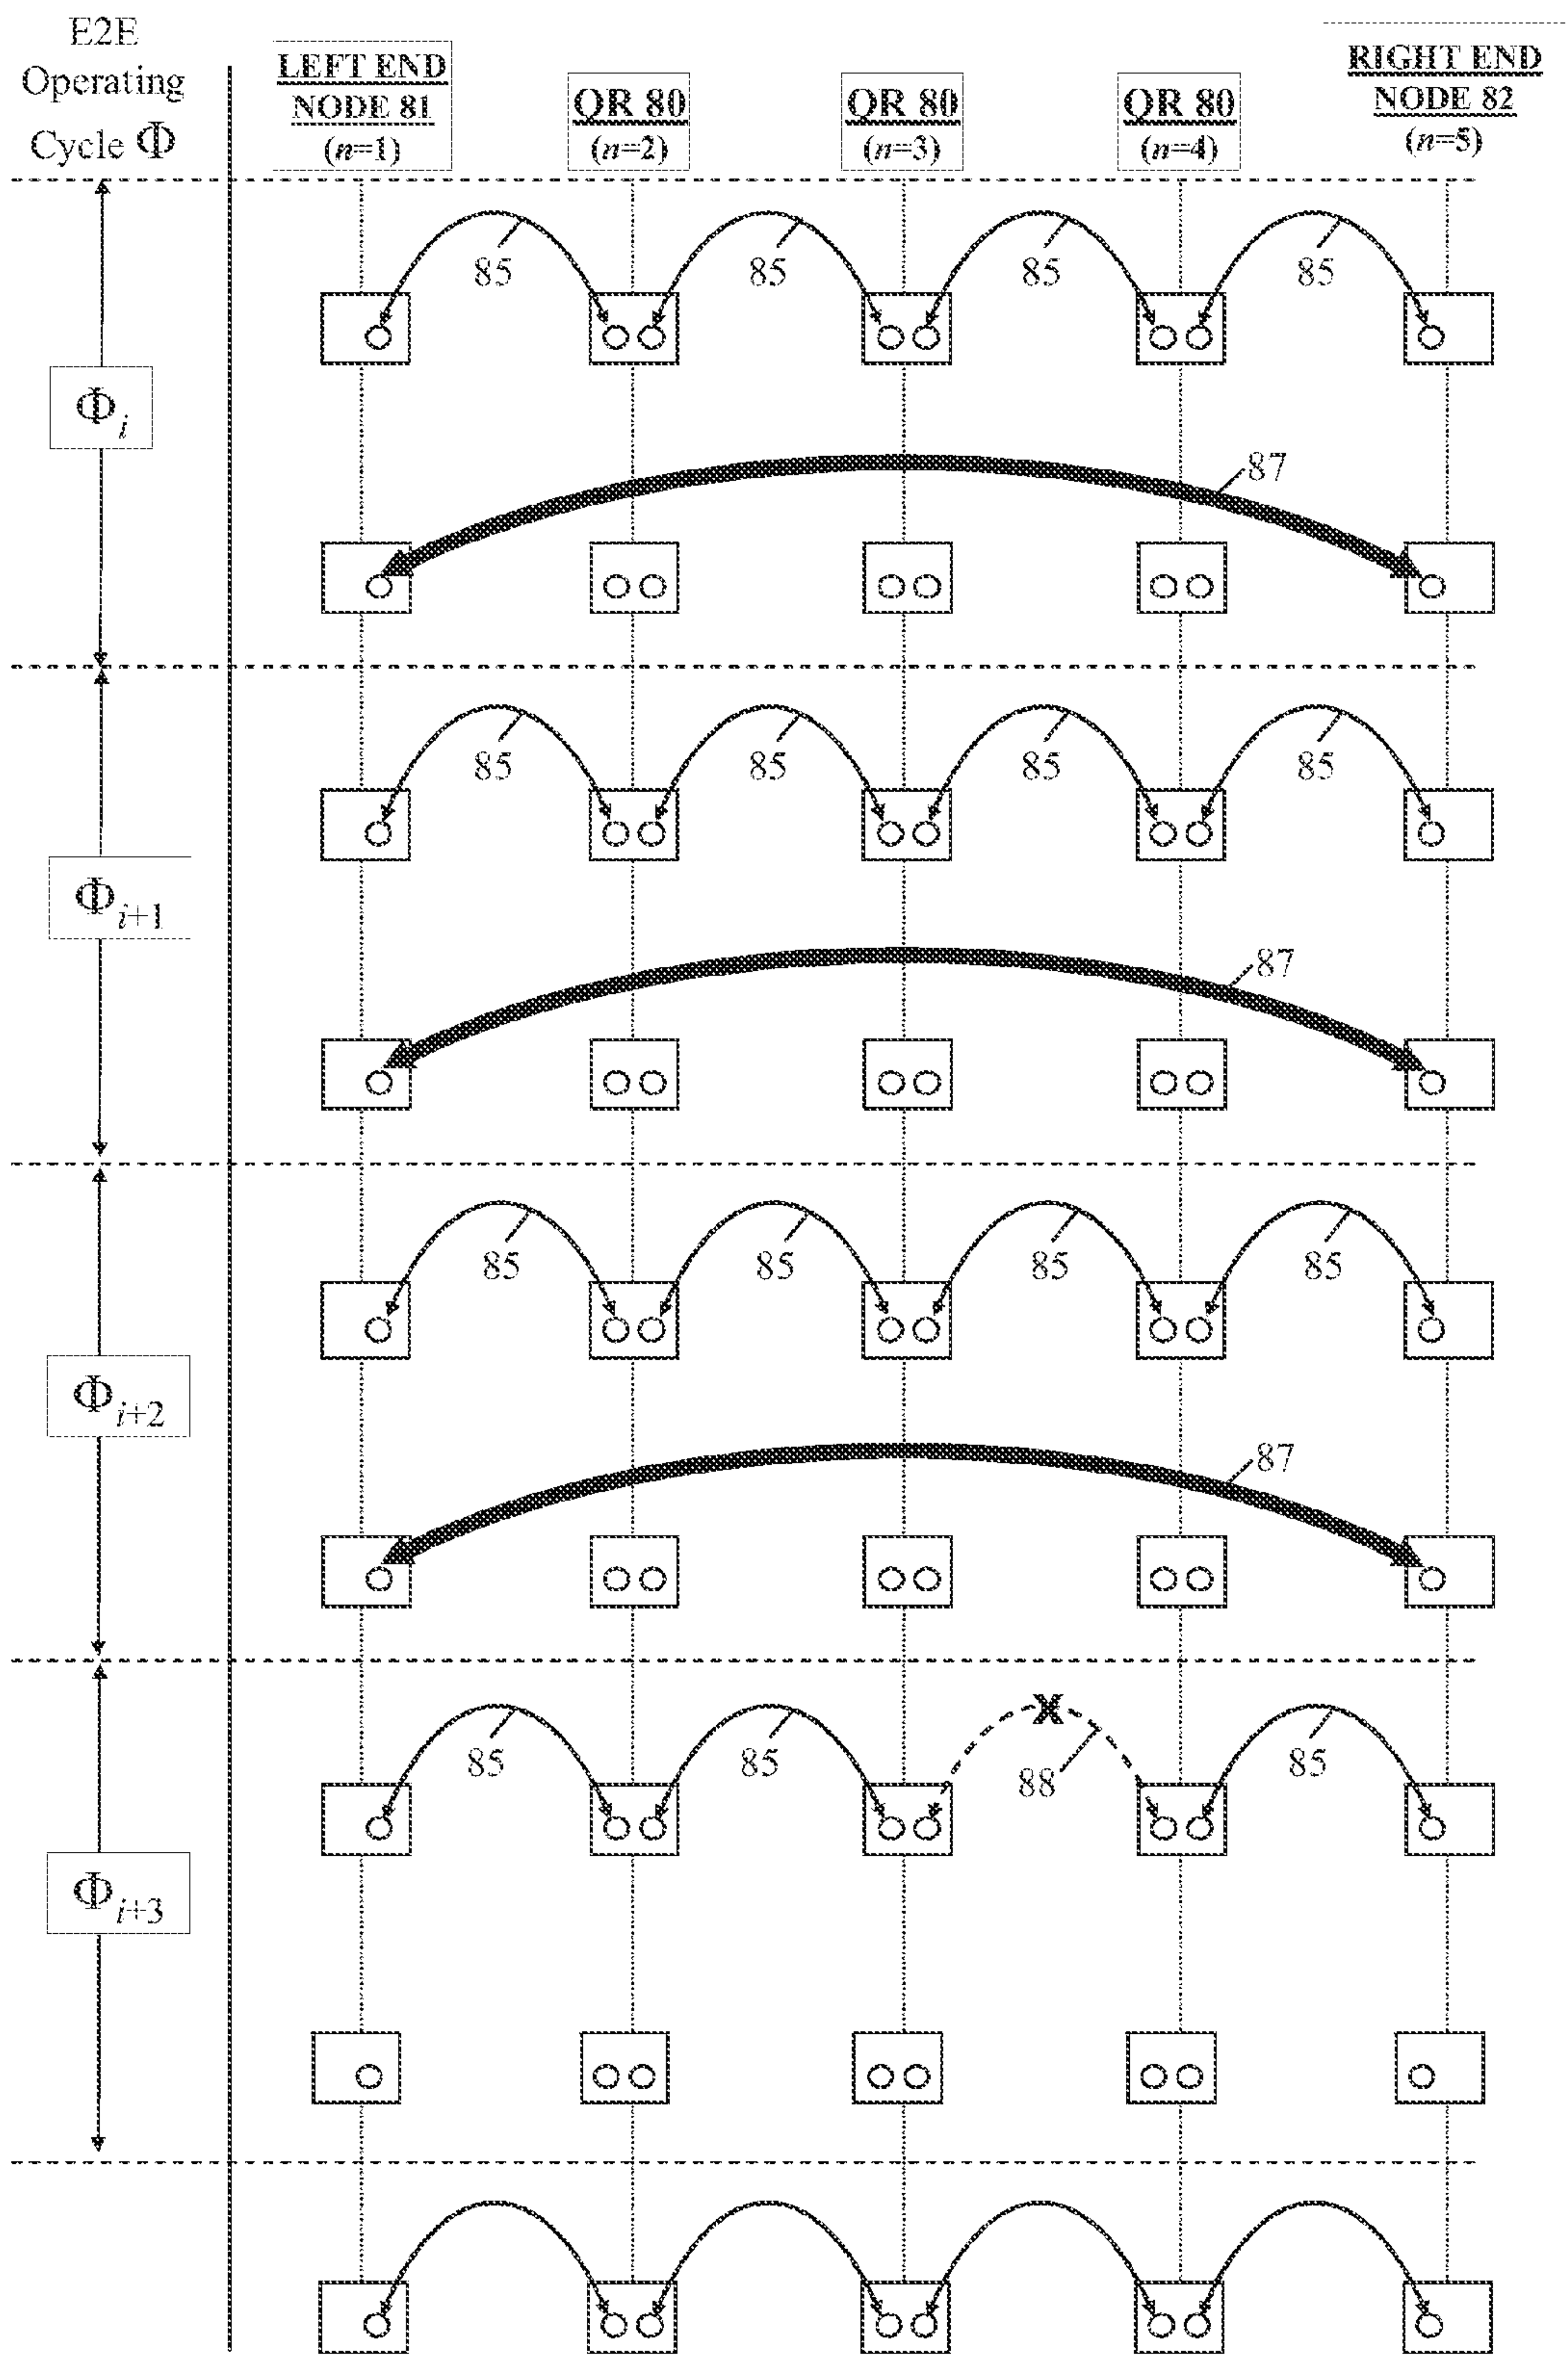 E2E
Operating
Cycle Φ
LEFT END
NODE 81
(n=1)
QR 80
(n=2)
QR 80
(n=3)
QR 80
(n=4)
RIGHT END
NODE 82
(n=5)
85 85 85 85
Φi
87
85 85 85 85
Φi+1
87
85 85 85 85
Φi+2
87
X
85 85 88 85
Φi+3